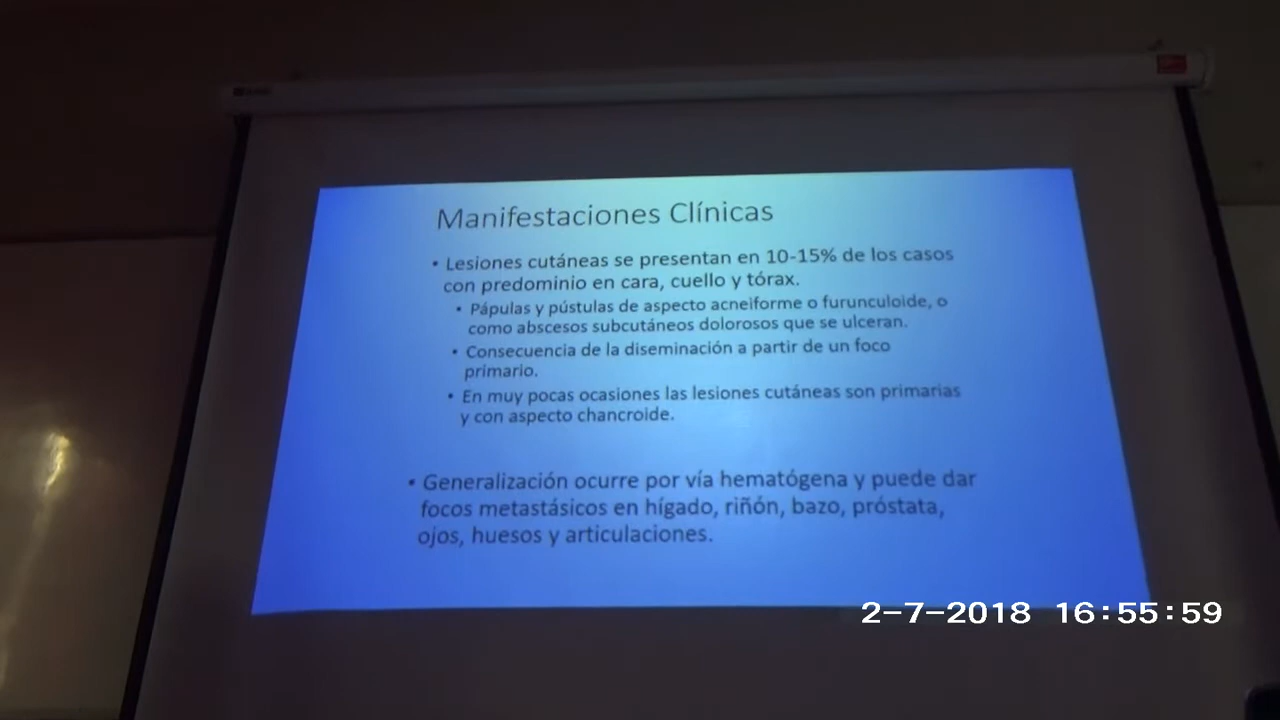 Manifestaciones Clínicas
• Lesiones cutáneas se presentan en 10-15% de los casos
con predominio en cara, cuello y tórax.
• Pápulas y pústulas de aspecto acneiforme o furunculoide, o
como abscesos subcutáneos dolorosos que se ulceran.
• Consecuencia de la diseminación a partir de un foco
primario.
• En muy pocas ocasiones las lesiones cutáneas son primarias
y con aspecto chancroide.
• Generalización ocurre por vía hematógena y puede dar
focos metastásicos en hígado, riñón, bazo, próstata,
ojos, huesos y articulaciones.
2-7-2018 16:55:59